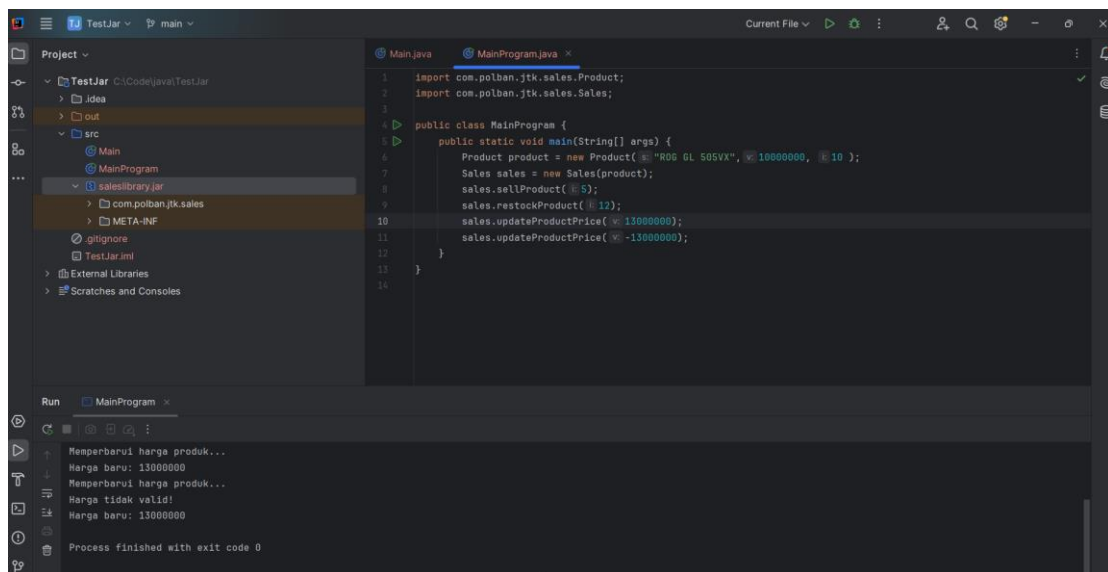 TJ TestJar main Current File
Project
TestJar C:\Code\java\TestJar
.idea
out
src
Main
MainProgram
saleslibrary.jar
com.polban.jtk.sales
META-INF
.gitignore
TestJar.iml
External Libraries
Scratches and Consoles
Main.java MainProgram.java
1 import com.polban.jtk.sales.Product;
2 import com.polban.jtk.sales.Sales;
3
4 public class MainProgram {
5 public static void main(String[] args) {
6 Product product = new Product( s: "ROG GL 505VX", v: 10000000, i: 10 );
7 Sales sales = new Sales(product);
8 sales.sellProduct( i: 5);
9 sales.restockProduct( i: 12);
10 sales.updateProductPrice( v: 13000000);
11 sales.updateProductPrice( v: -13000000);
12 }
13 }
14
Run MainProgram
Memperbarui harga produk...
Harga baru: 13000000
Memperbarui harga produk...
Harga tidak valid!
Harga baru: 13000000
Process finished with exit code 0